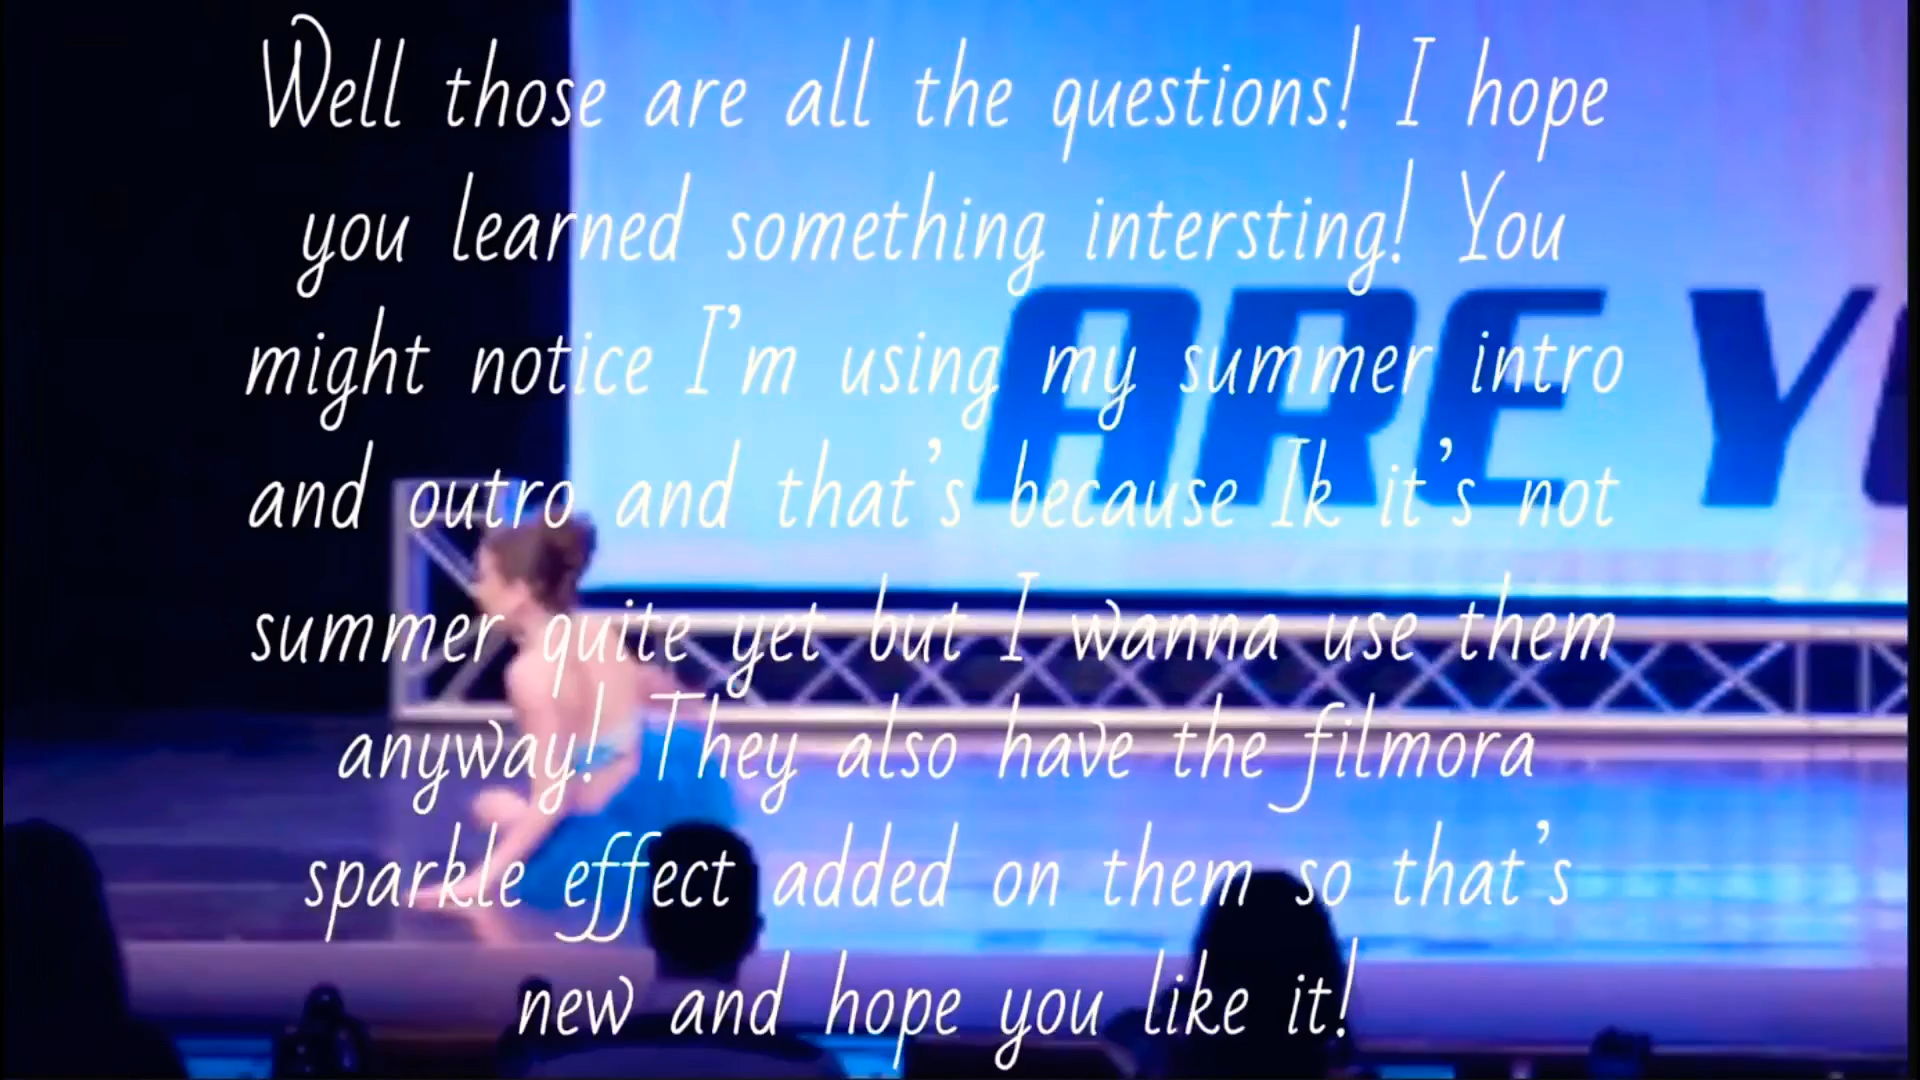 Well those are all the questions! I hope
you learned something intersting! You
might notice I'm using my summer intro
and outro and that's because Ik it's not
summer quite yet but I wanna use them
anyway! They also have the filmora
sparkle effect added on them so that's
new and hope you like it!
ARE